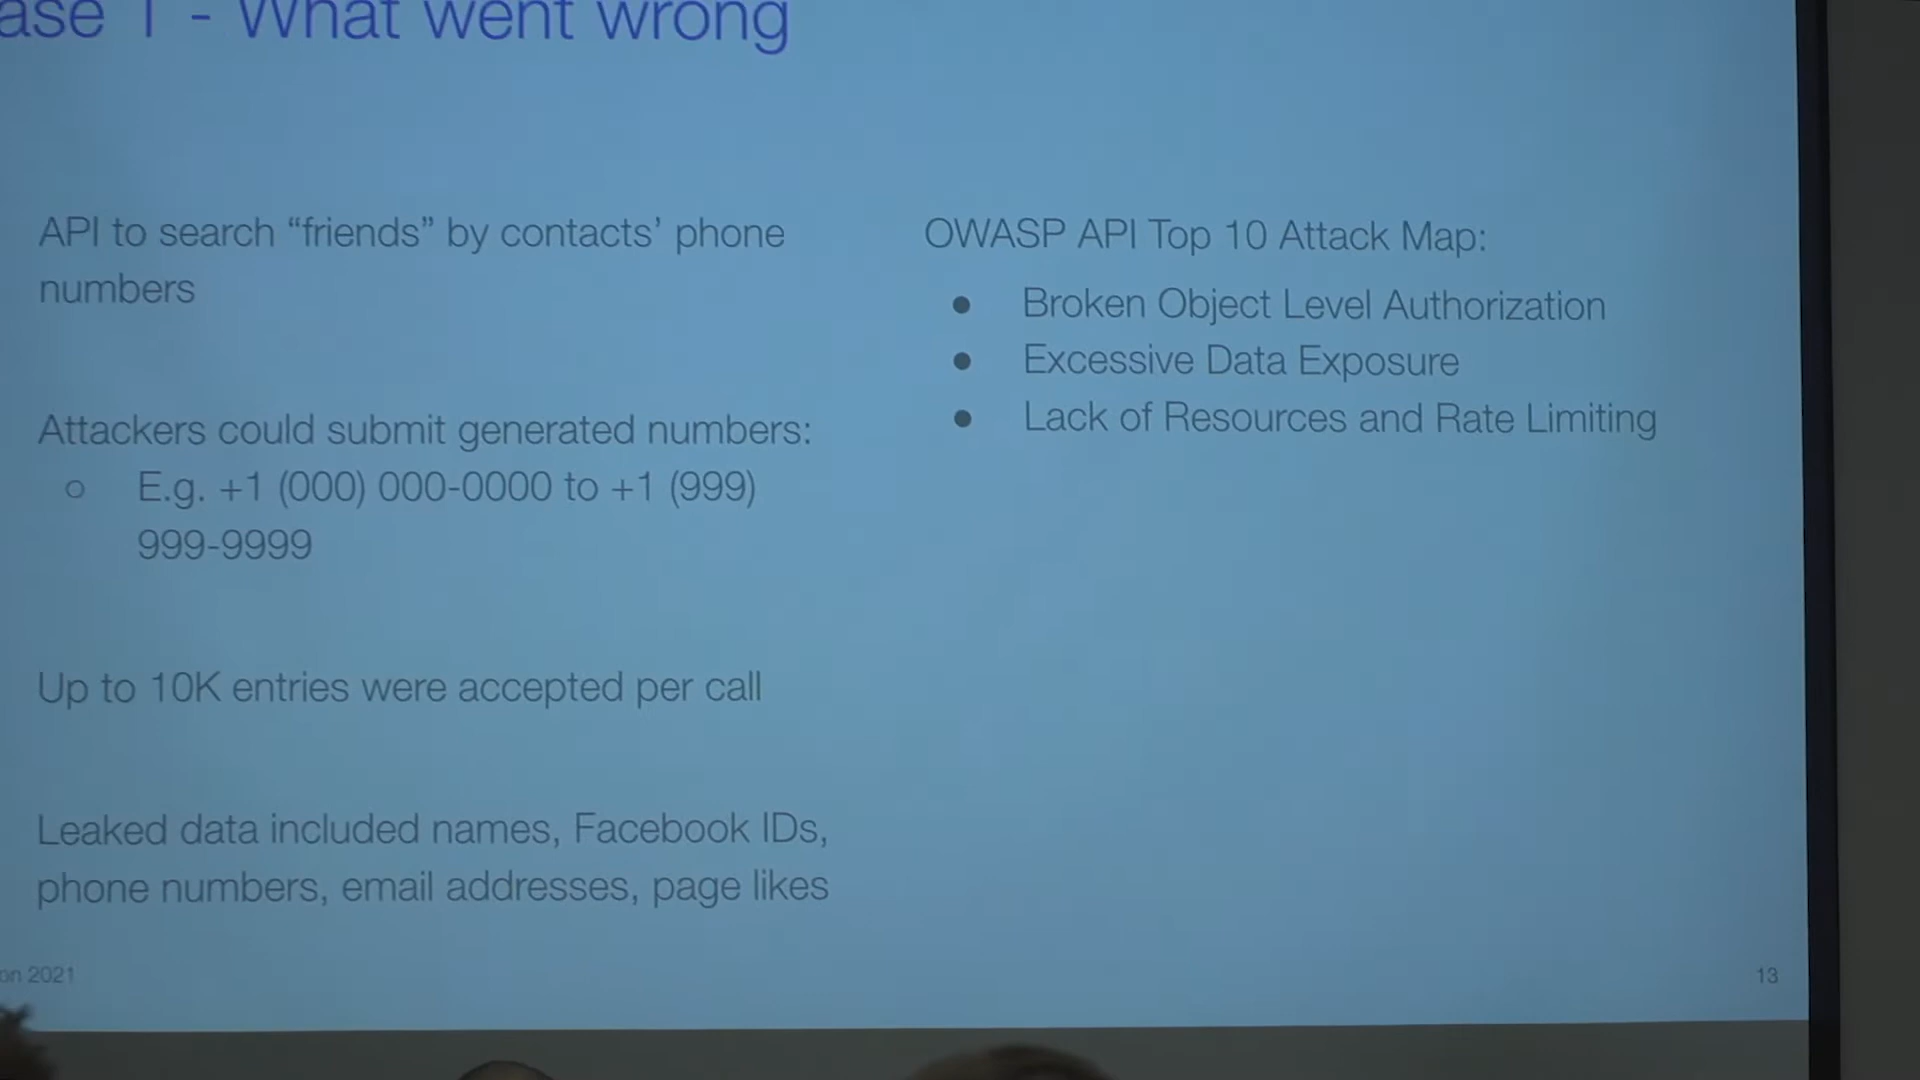 ase 1 - What went wrong
API to search “friends” by contacts’ phone
numbers
Attackers could submit generated numbers:
E.g. +1 (000) 000-0000 to +1 (999)
999-9999
Up to 10K entries were accepted per call
Leaked data included names, Facebook IDs,
phone numbers, email addresses, page likes
OWASP API Top 10 Attack Map:
● Broken Object Level Authorization
● Excessive Data Exposure
● Lack of Resources and Rate Limiting
on 2021
13